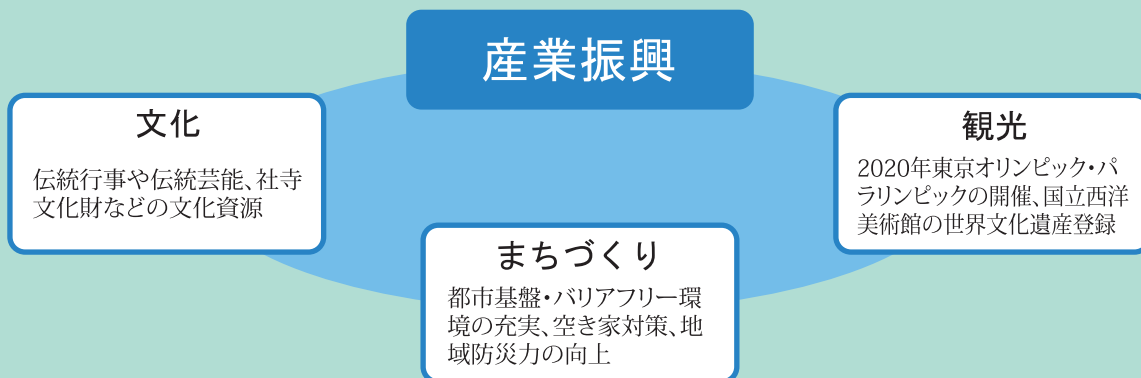 産業振興
文化
伝統行事や伝統芸能、社寺
文化財などの文化資源
観光
2020年東京オリンピック・パ
ラリンピックの開催、国立西洋
美術館の世界文化遺産登録
まちづくり
都市基盤・バリアフリー環
境の充実、空き家対策、地
域防災力の向上